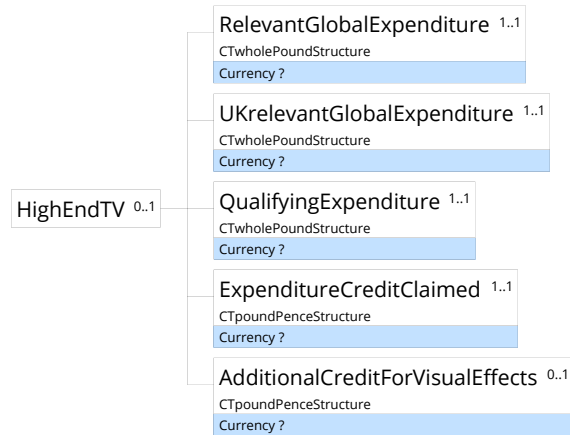 RelevantGlobalExpenditure 1..1
CTwholePoundStructure
Currency ?
UKrelevantGlobalExpenditure 1..1
CTwholePoundStructure
Currency ?
HighEndTV 0..1
QualifyingExpenditure 1..1
CTwholePoundStructure
Currency ?
ExpenditureCreditClaimed 1..1
CTpoundPenceStructure
Currency ?
AdditionalCreditForVisualEffects 0..1
CTpoundPenceStructure
Currency ?